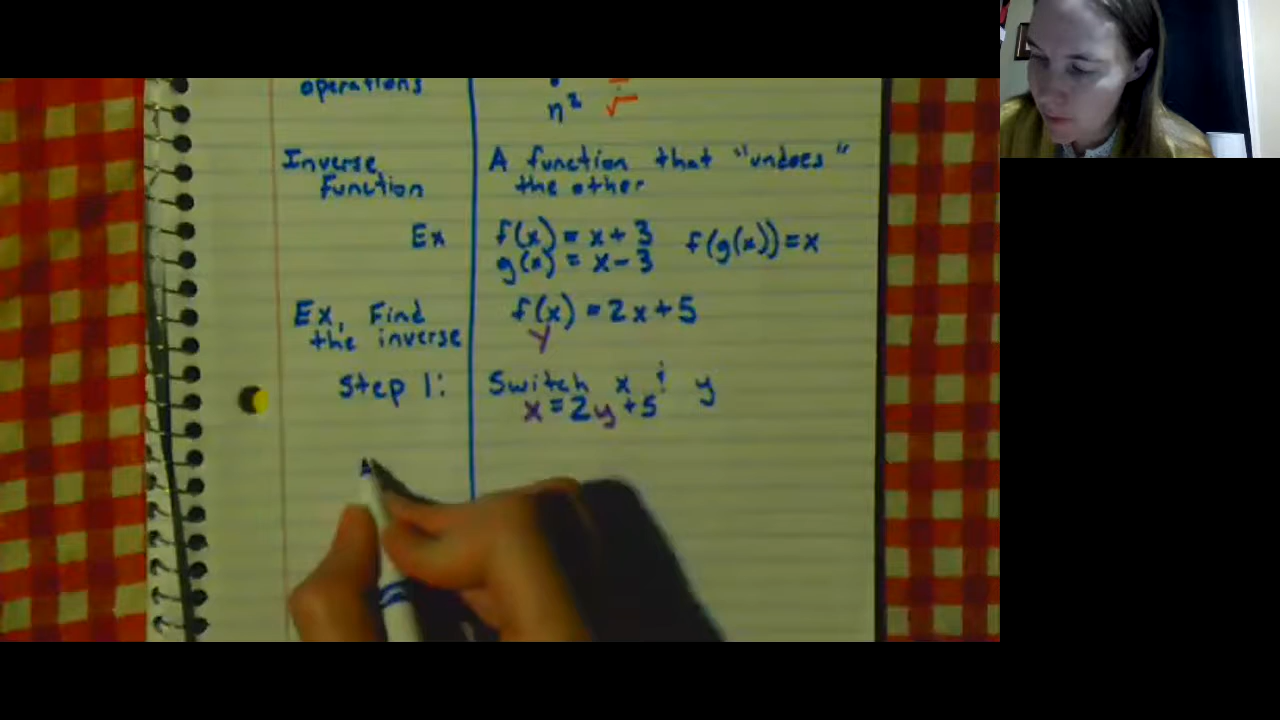 operations
n² √
Inverse A function that "undoes"
Function the other
Ex f(x) = x + 3 f(g(x)) = x
g(x) = x - 3
Ex, Find f(x) = 2x + 5
the inverse y
Step 1: Switch x & y
x = 2y + 5